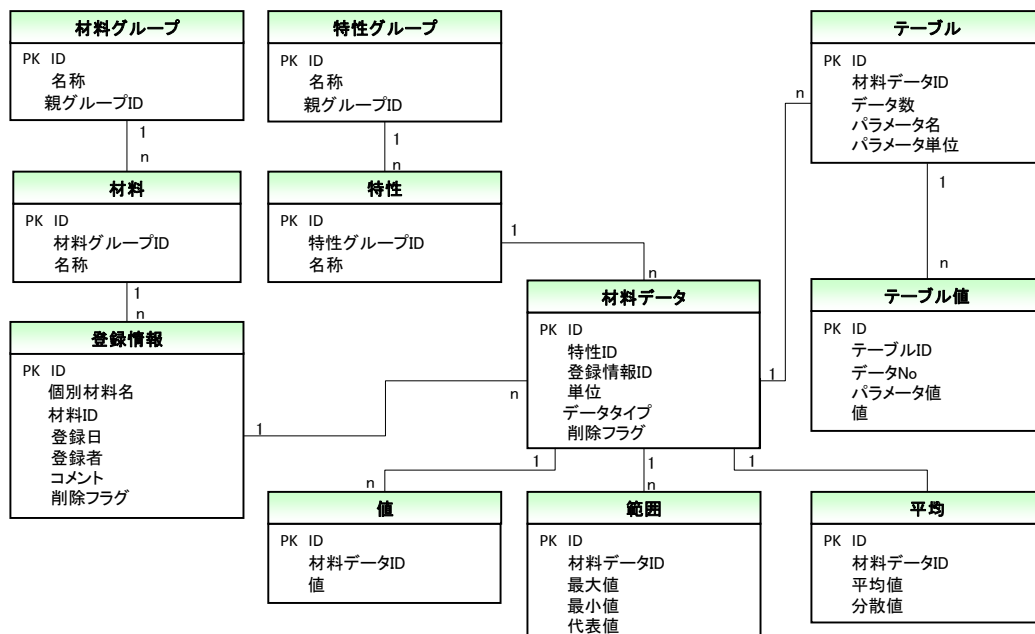 材料グループ
PK ID
名称
親グループID
特性グループ
PK ID
名称
親グループID
テーブル
PK ID
材料データID
データ数
パラメータ名
パラメータ単位
1
n
1
n
n
1
n
材料
PK ID
材料グループID
名称
特性
PK ID
特性グループID
名称
1
n
1
n
登録情報
PK ID
個別材料名
材料ID
登録日
登録者
コメント
削除フラグ
材料データ
PK ID
特性ID
登録情報ID
単位
データタイプ
削除フラグ
テーブル値
PK ID
テーブルID
データNo
パラメータ値
値
1
n
1
1
n
1
n
1
値
PK ID
材料データID
値
範囲
PK ID
材料データID
最大値
最小値
代表値
平均
PK ID
材料データID
平均値
分散値